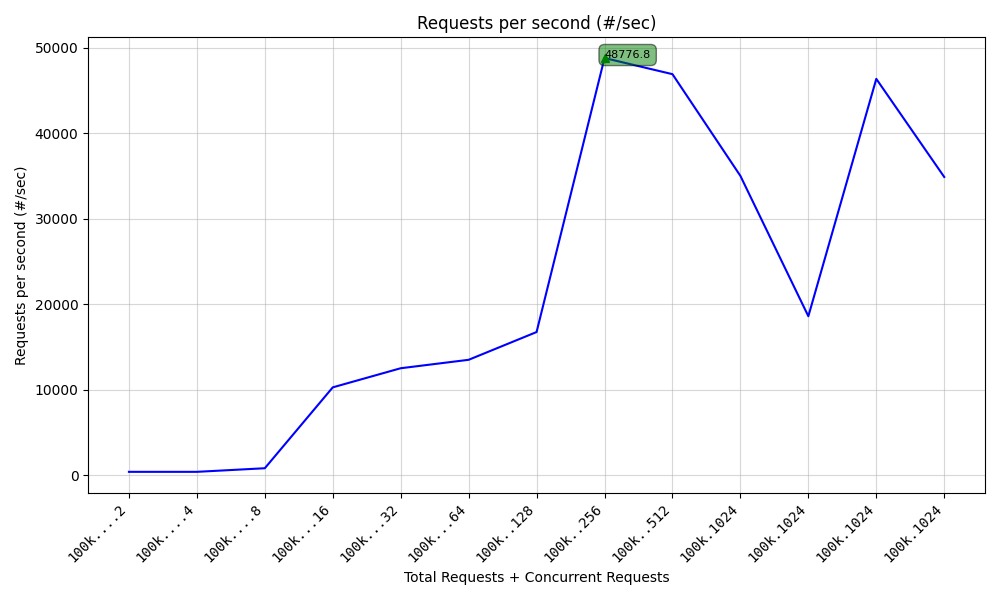 Requests per second (#/sec)
Requests per second (#/sec)
50000
40000
30000
20000
10000
0
48776.8
100k....2
100k....4
100k....8
100k...16
100k...32
100k...64
100k..128
100k..256
100k..512
100k.1024
100k.1024
100k.1024
100k.1024
Total Requests + Concurrent Requests